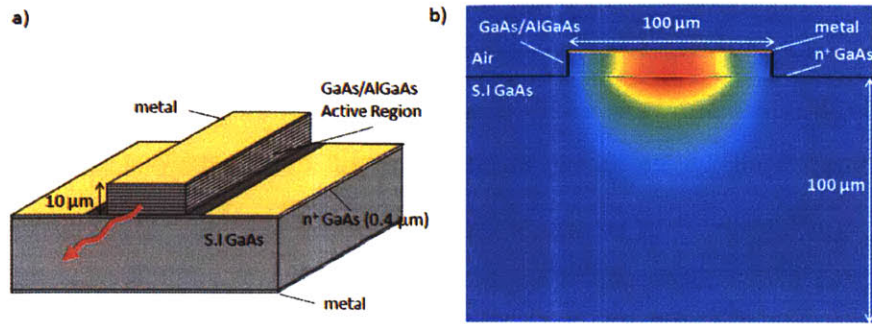 a)
metal
GaAs/AlGaAs
Active Region
10 μm
n⁺ GaAs (0.4 μm)
S.I GaAs
metal
b)
GaAs/AlGaAs
100 μm
metal
Air
n⁺ GaAs
S.I GaAs
100 μm